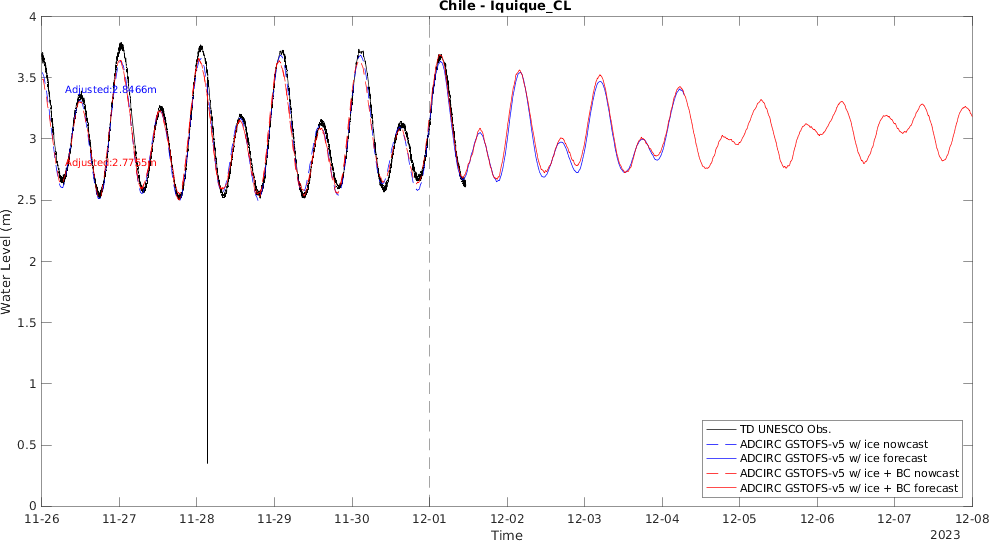 Chile - Iquique_CL
4
3.5
3
2.5
2
1.5
1
0.5
0
Water Level (m)
Adjusted:2.8466m
Adjusted:2.7765m
TD UNESCO Obs.
ADCIRC GSTOFS-v5 w/ ice nowcast
ADCIRC GSTOFS-v5 w/ ice forecast
ADCIRC GSTOFS-v5 w/ ice + BC nowcast
ADCIRC GSTOFS-v5 w/ ice + BC forecast
11-26 11-27 11-28 11-29 11-30 12-01 12-02 12-03 12-04 12-05 12-06 12-07 12-08
Time
2023